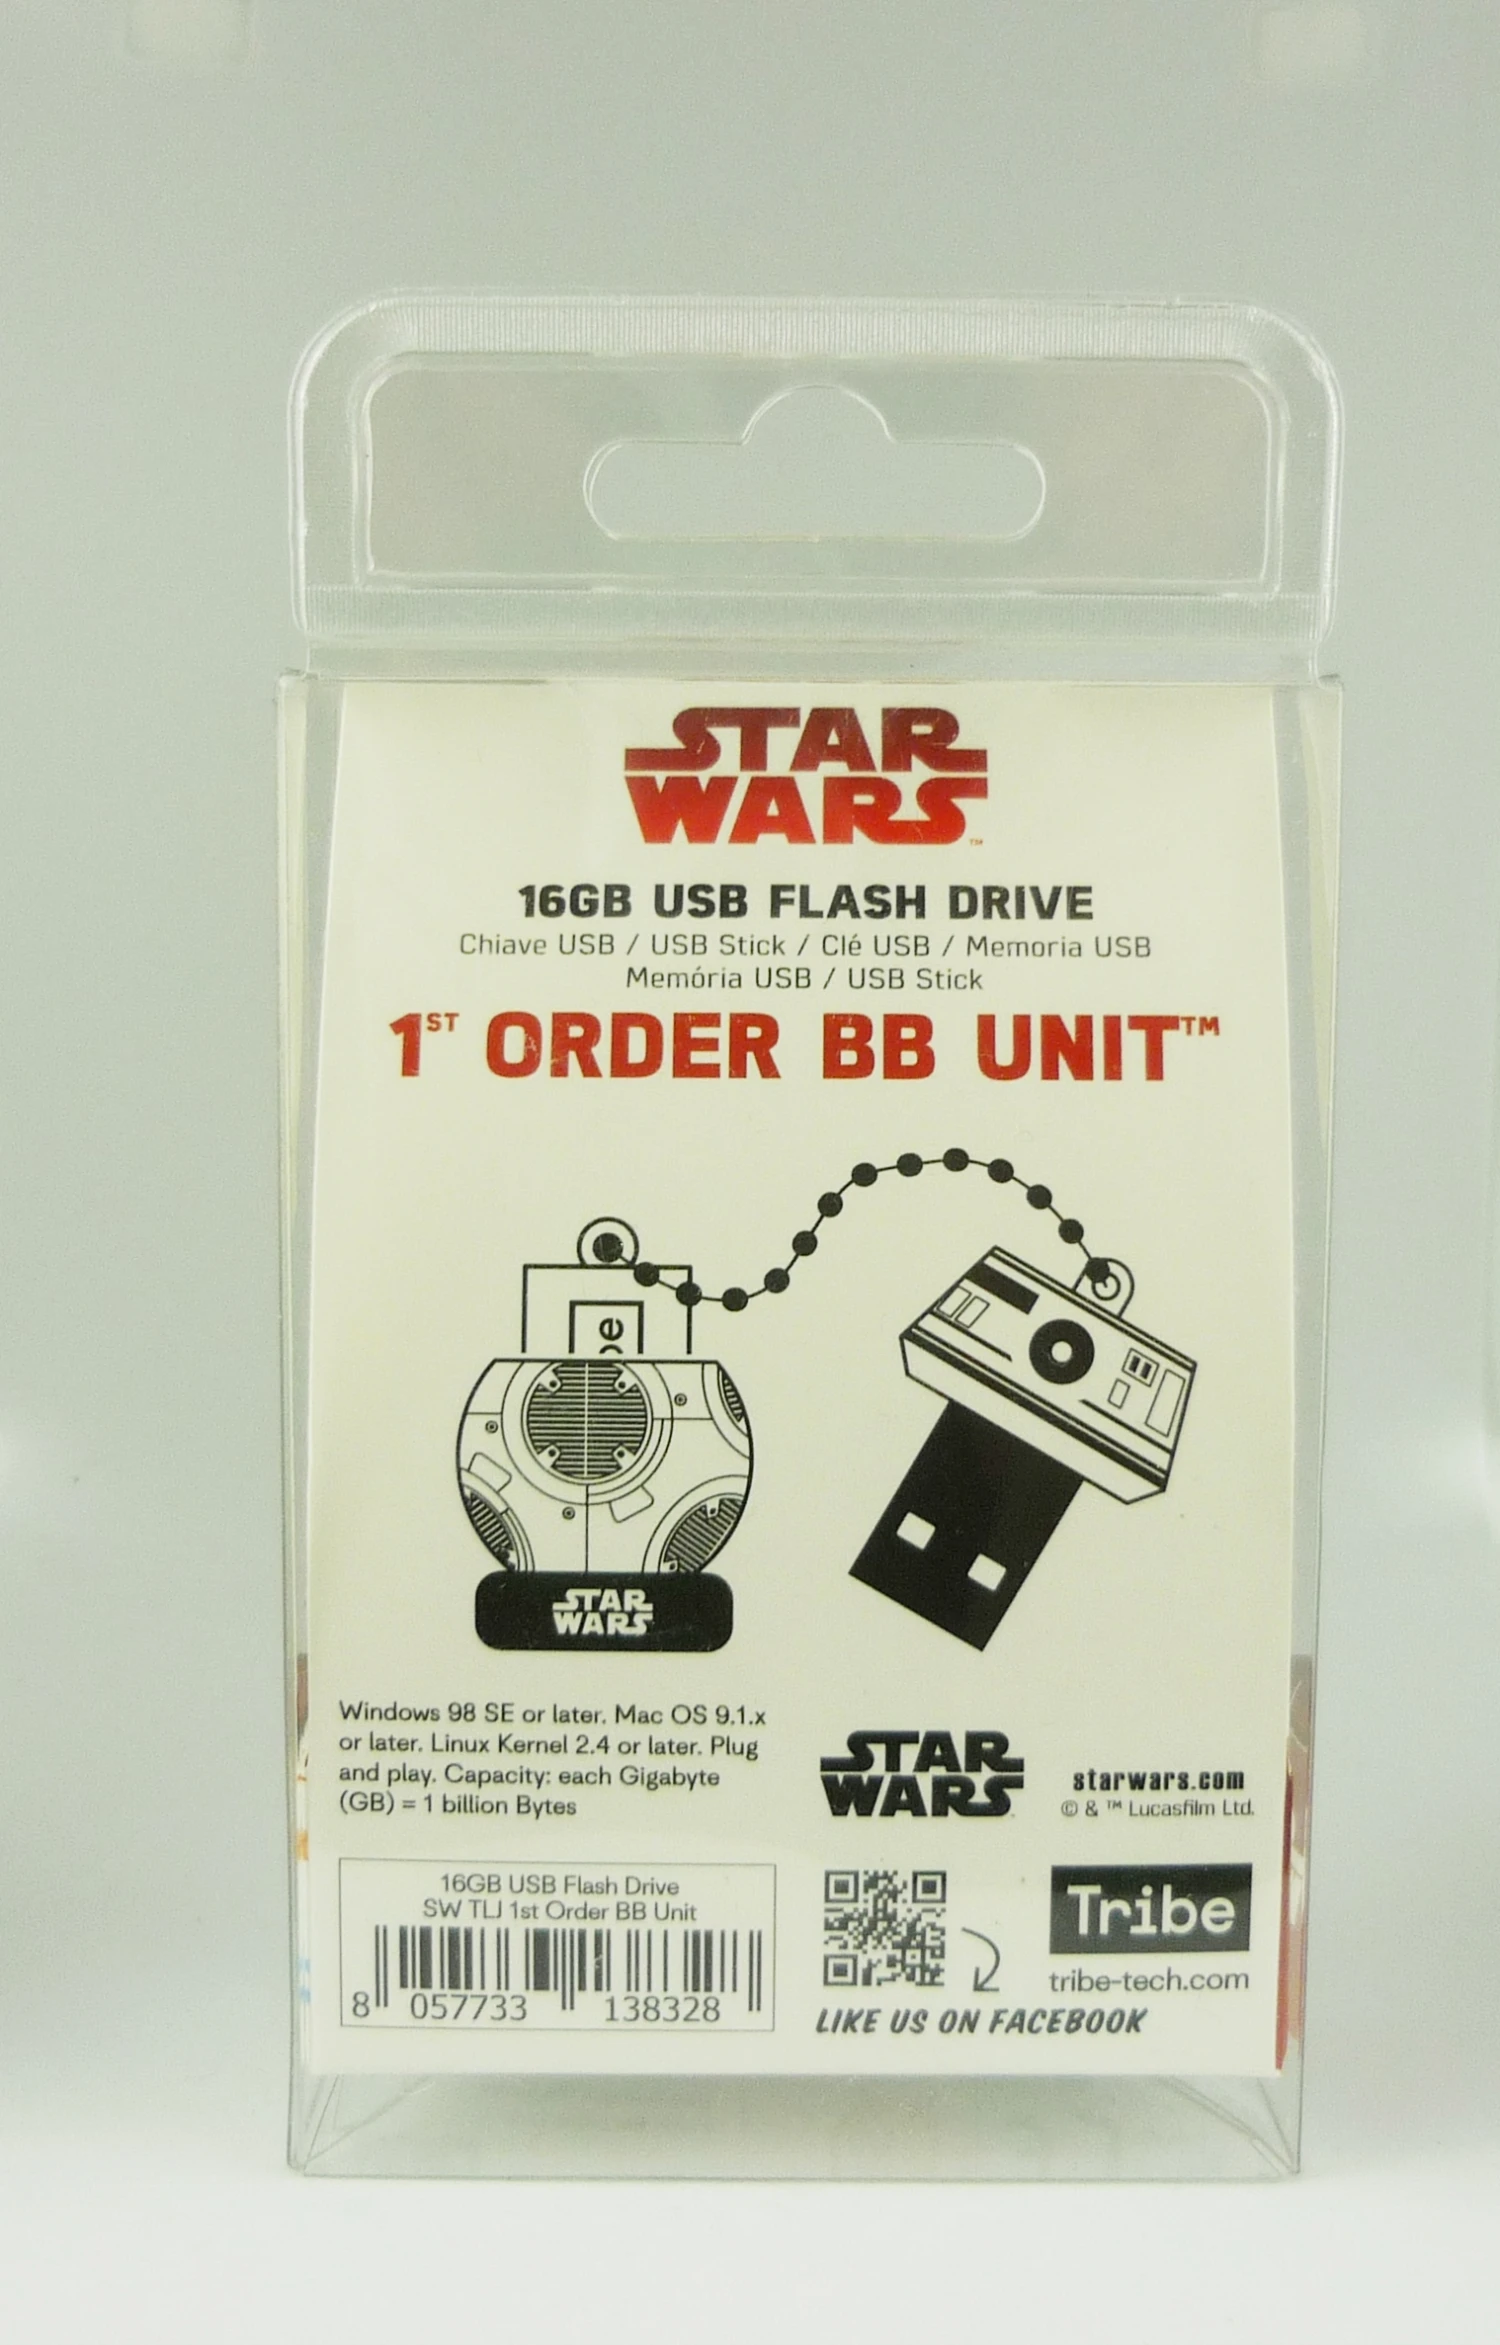 STAR
WARS™
16GB USB FLASH DRIVE
Chiave USB / USB Stick / Clé USB / Memoria USB
Memória USB / USB Stick
1ST ORDER BB UNIT™
be
STAR
WARS
Windows 98 SE or later. Mac OS 9.1.x
or later. Linux Kernel 2.4 or later. Plug
and play. Capacity: each Gigabyte
(GB) = 1 billion Bytes
STAR
WARS
starwars.com
© & ™ Lucasfilm Ltd.
16GB USB Flash Drive
SW TLJ 1st Order BB Unit
8 057733 138328
Tribe
tribe-tech.com
LIKE US ON FACEBOOK